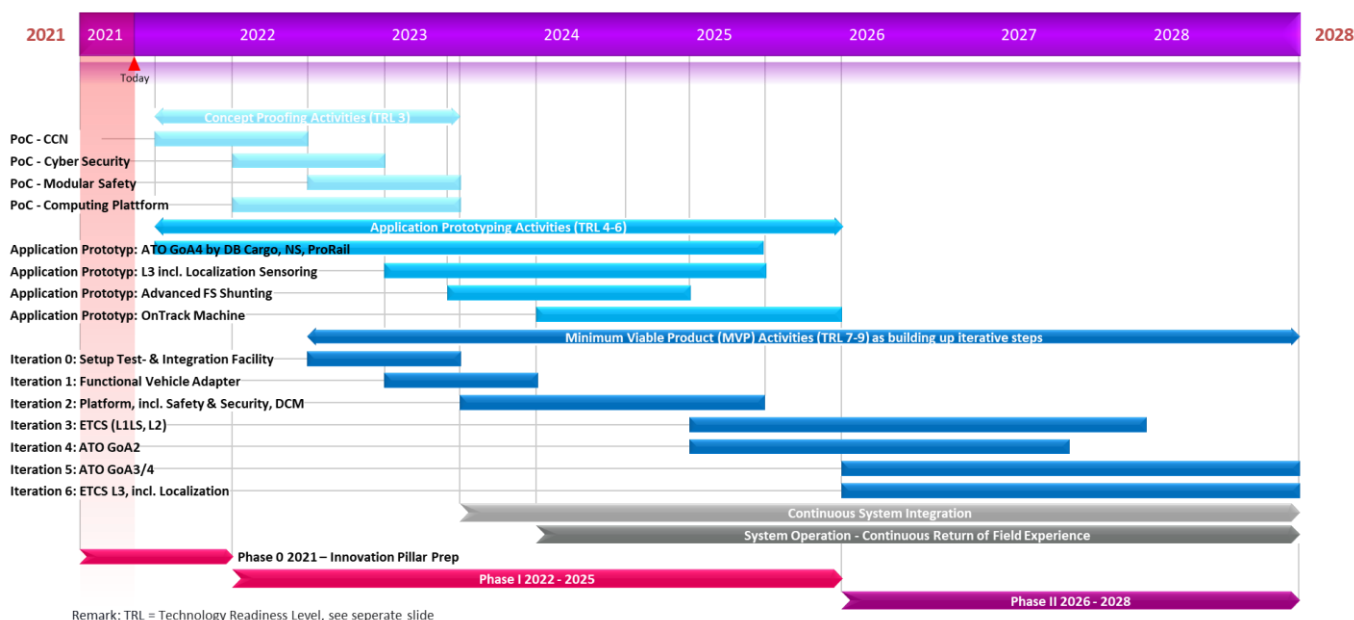 2021 2021 2022 2023 2024 2025 2026 2027 2028 2028
Today
Concept Proofing Activities (TRL 3)
PoC - CCN
PoC - Cyber Security
PoC - Modular Safety
PoC - Computing Plattform
Application Prototyping Activities (TRL 4-6)
Application Prototyp: ATO GoA4 by DB Cargo, NS, ProRail
Application Prototyp: L3 incl. Localization Sensoring
Application Prototyp: Advanced FS Shunting
Application Prototyp: OnTrack Machine
Minimum Viable Product (MVP) Activities (TRL 7-9) as building up iterative steps
Iteration 0: Setup Test- & Integration Facility
Iteration 1: Functional Vehicle Adapter
Iteration 2: Platform, incl. Safety & Security, DCM
Iteration 3: ETCS (L1LS, L2)
Iteration 4: ATO GoA2
Iteration 5: ATO GoA3/4
Iteration 6: ETCS L3, incl. Localization
Continuous System Integration
System Operation - Continuous Return of Field Experience
Phase 0 2021 – Innovation Pillar Prep
Phase I 2022 - 2025
Phase II 2026 - 2028
Remark: TRL = Technology Readiness Level, see seperate slide